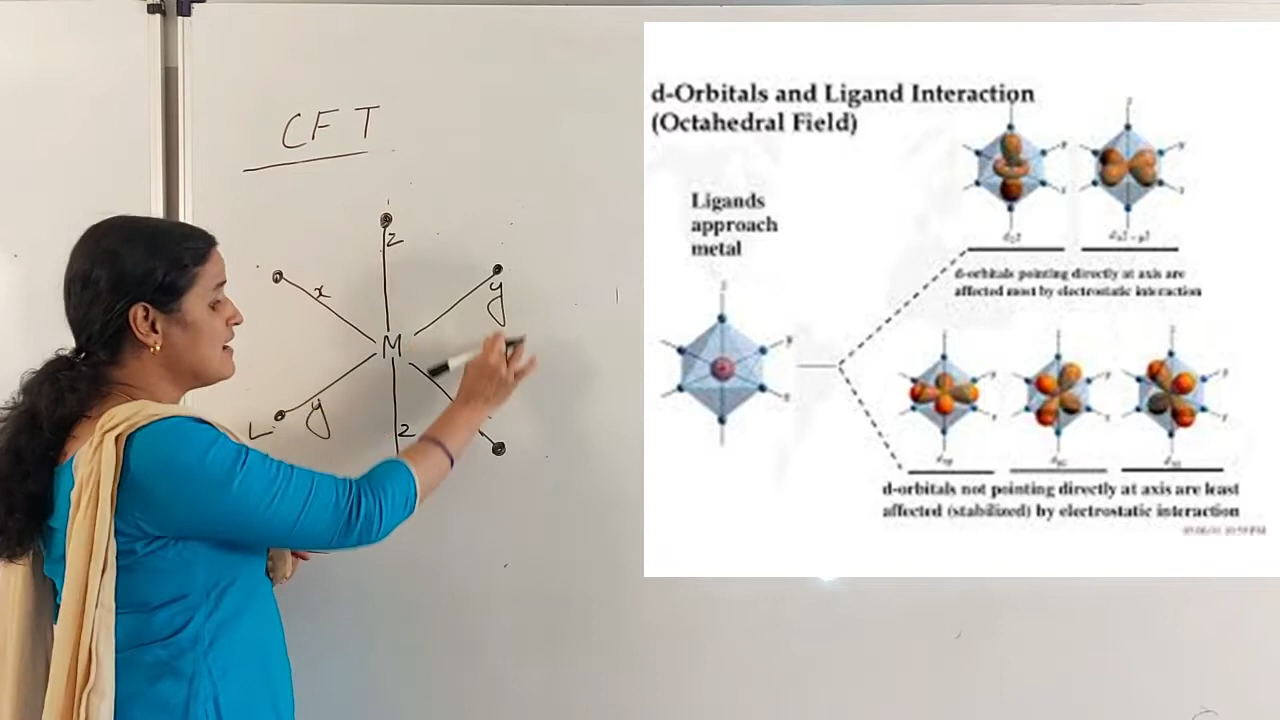 CFT
z
x
y
M
L
y
z
d-Orbitals and Ligand Interaction
(Octahedral Field)
Ligands
approach
metal
d-orbitals pointing directly at axis are
affected most by electrostatic interaction
d-orbitals not pointing directly at axis are least
affected (stabilized) by electrostatic interaction